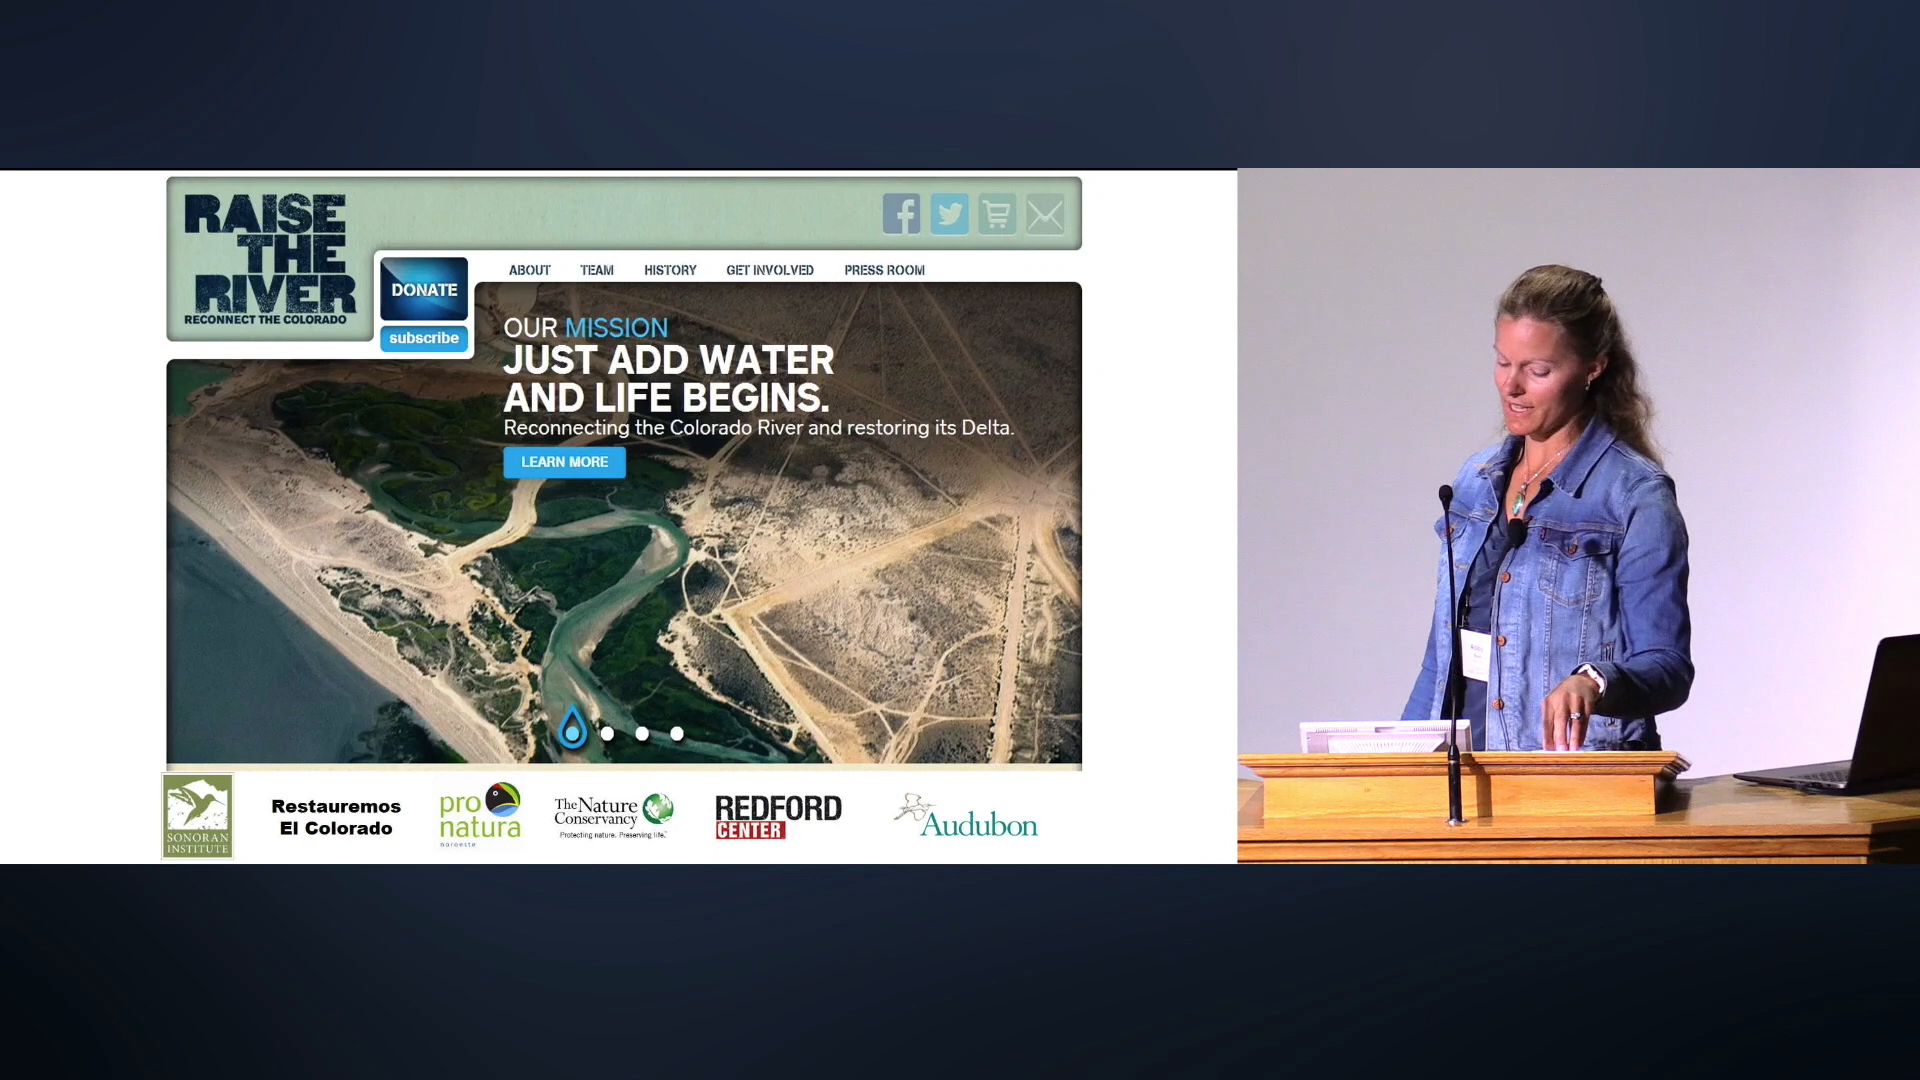 RAISE
THE
RIVER
RECONNECT THE COLORADO
DONATE
subscribe
ABOUT TEAM HISTORY GET INVOLVED PRESS ROOM
OUR MISSION
JUST ADD WATER
AND LIFE BEGINS.
Reconnecting the Colorado River and restoring its Delta.
LEARN MORE
SONORAN
INSTITUTE
Restauremos
El Colorado
pro
natura
noroeste
The Nature
Conservancy
Protecting nature. Preserving life.
REDFORD
CENTER
Audubon